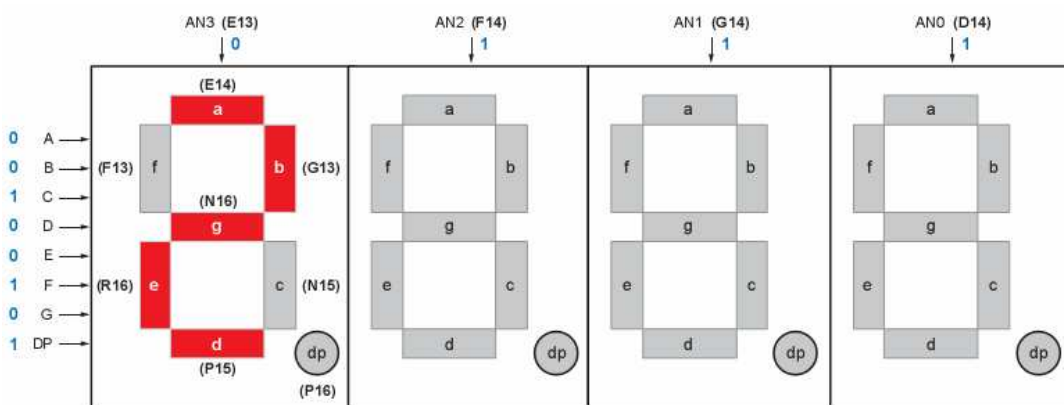 AN3 (E13) AN2 (F14) AN1 (G14) AN0 (D14)
0 1 1 1
(E14)
a a a a
0 A
0 B (F13) f b (G13) f b f b f b
1 C
(N16)
0 D g g g g
0 E
1 F (R16) e c (N15) e c e c e c
0 G
1 DP d dp d dp d dp d dp
(P15)
(P16)